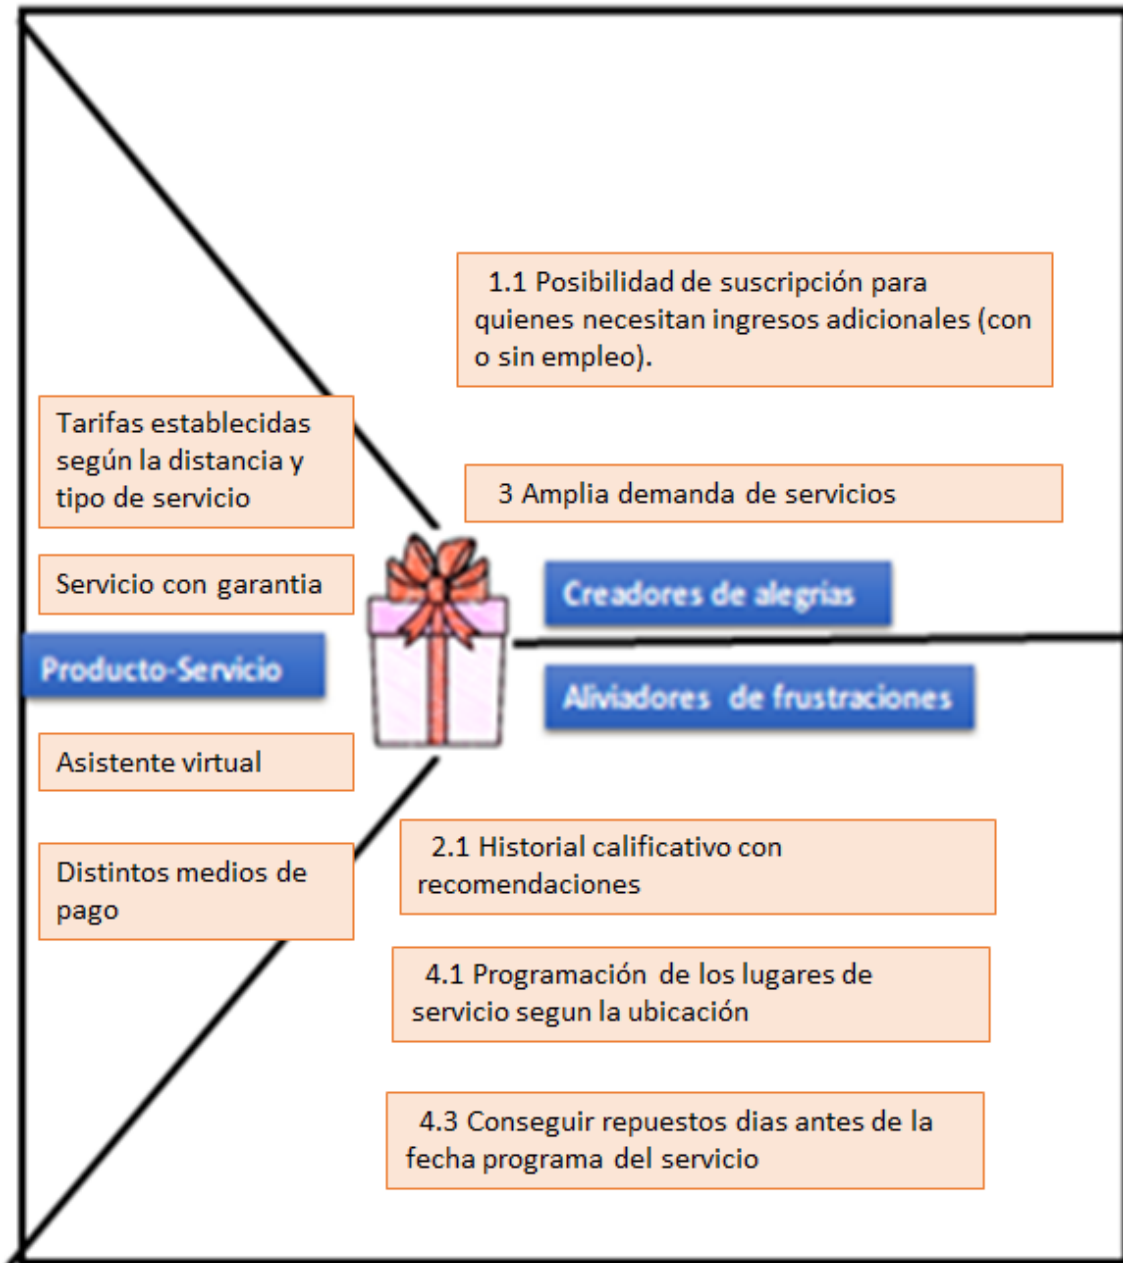 1.1 Posibilidad de suscripción para
quienes necesitan ingresos adicionales (con
o sin empleo).
Tarifas establecidas
según la distancia y
tipo de servicio
3 Amplia demanda de servicios
Servicio con garantia
Creadores de alegrias
Producto-Servicio
Aliviadores de frustraciones
Asistente virtual
2.1 Historial calificativo con
recomendaciones
Distintos medios de
pago
4.1 Programación de los lugares de
servicio segun la ubicación
4.3 Conseguir repuestos dias antes de la
fecha programa del servicio